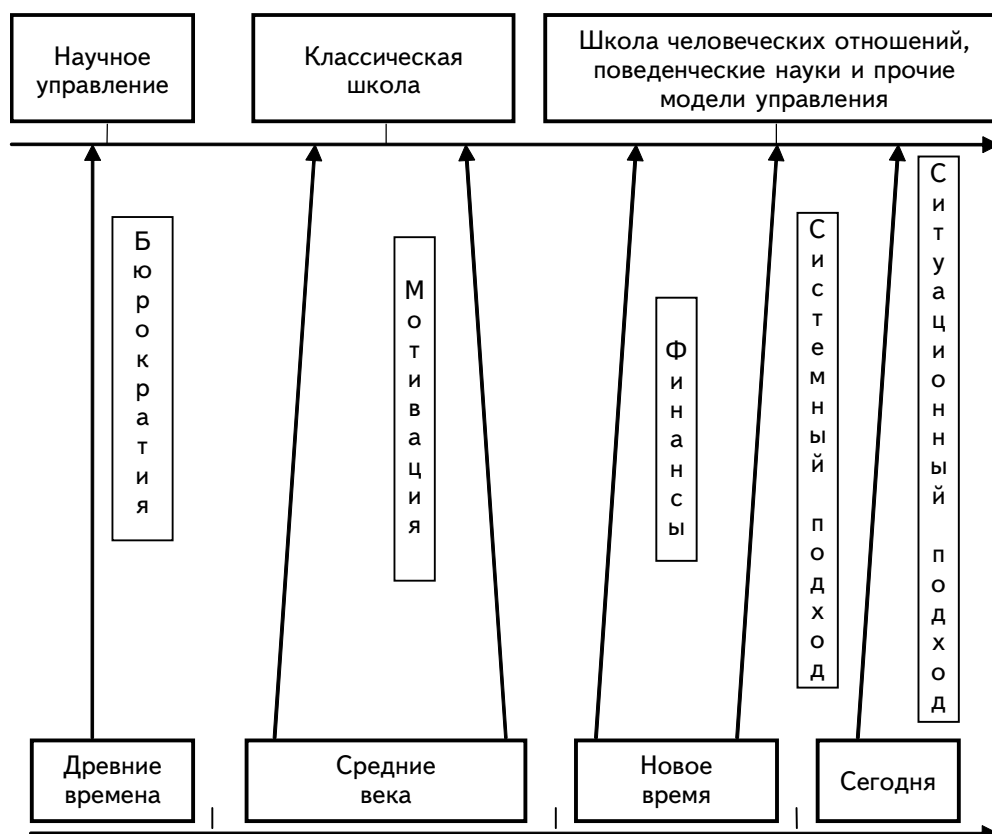 Научное
управление
Классическая
школа
Школа человеческих отношений,
поведенческие науки и прочие
модели управления
Бюрократия
Мотивация
Финансы
Системный подход
Ситуационный подход
Древние
времена
Средние
века
Новое
время
Сегодня